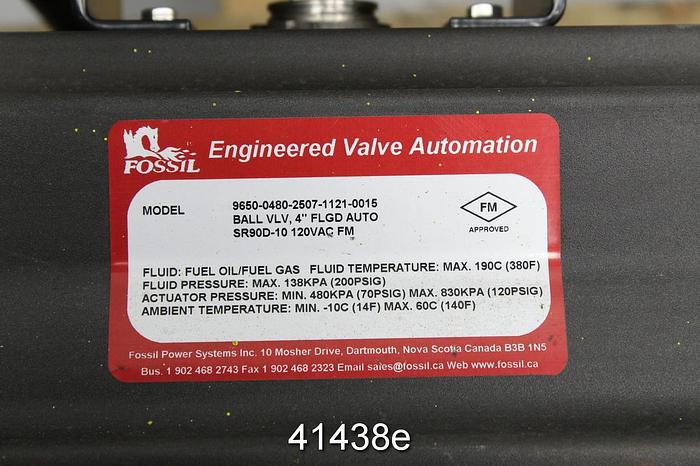 FOSSIL
Engineered Valve Automation
MODEL 9650-0480-2507-1121-0015
BALL VLV, 4" FLGD AUTO
SR90D-10 120VAC FM
FM
APPROVED
FLUID: FUEL OIL/FUEL GAS FLUID TEMPERATURE: MAX. 190C (380F)
FLUID PRESSURE: MAX. 138KPA (200PSIG)
ACTUATOR PRESSURE: MIN. 480KPA (70PSIG) MAX. 830KPA (120PSIG)
AMBIENT TEMPERATURE: MIN. -10C (14F) MAX. 60C (140F)
Fossil Power Systems Inc. 10 Mosher Drive, Dartmouth, Nova Scotia Canada B3B 1N5
Bus. 1 902 468 2743 Fax 1 902 468 2323 Email sales@fossil.ca Web www.fossil.ca
41438e